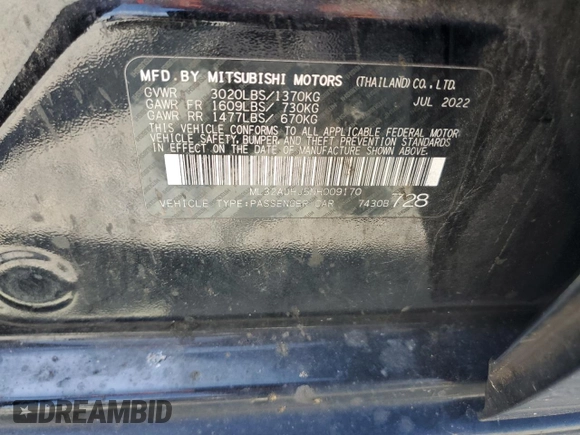 MFD.BY MITSUBISHI MOTORS (THAILAND) CO., LTD.
GVWR 3020LBS/1370KG JUL 2022
GAWR FR 1609LBS/ 730KG
GAWR RR 1477LBS/ 670KG
THIS VEHICLE CONFORMS TO ALL APPLICABLE FEDERAL MOTOR
VEHICLE SAFETY, BUMPER, AND THEFT PREVENTION STANDARDS
IN EFFECT ON THE DATE OF MANUFACTURE SHOWN ABOVE.
VEHICLE TYPE:PASSENGER CAR 7430B 728
DREAMBID